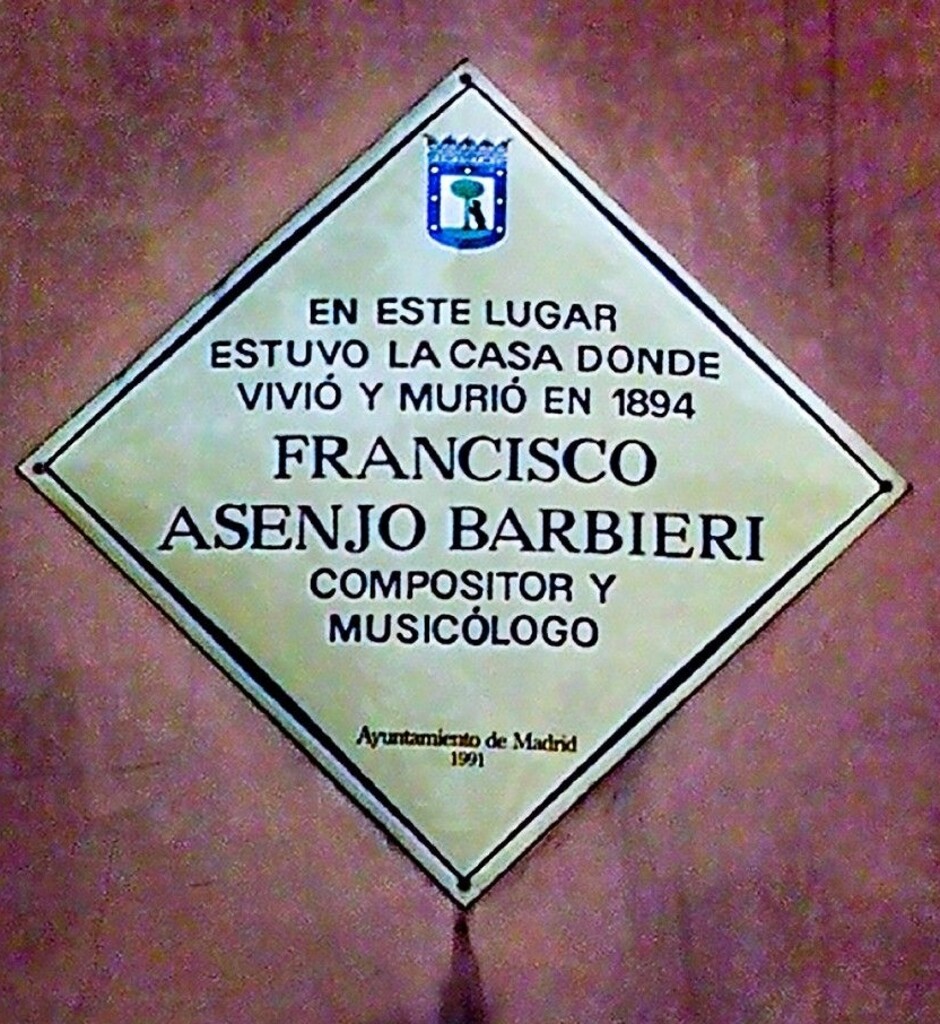 EN ESTE LUGAR
ESTUVO LA CASA DONDE
VIVIÓ Y MURIÓ EN 1894
FRANCISCO
ASENJO BARBIERI
COMPOSITOR Y
MUSICÓLOGO
Ayuntamiento de Madrid
1991